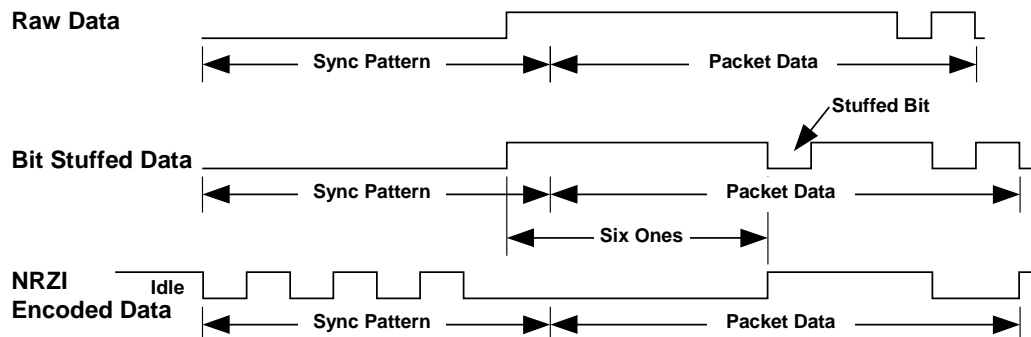 Raw Data
Sync Pattern
Packet Data
Stuffed Bit
Bit Stuffed Data
Sync Pattern
Packet Data
Six Ones
NRZI
Encoded Data
Idle
Sync Pattern
Packet Data